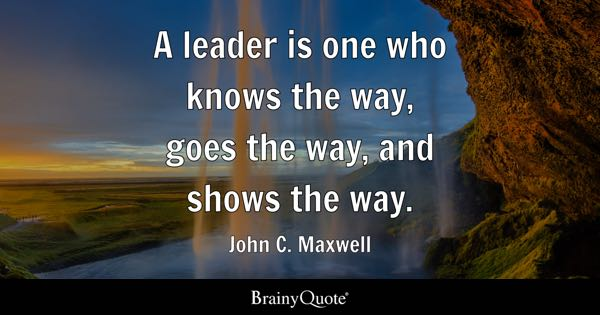 A leader is one who
knows the way,
goes the way, and
shows the way.
John C. Maxwell
BrainyQuote®